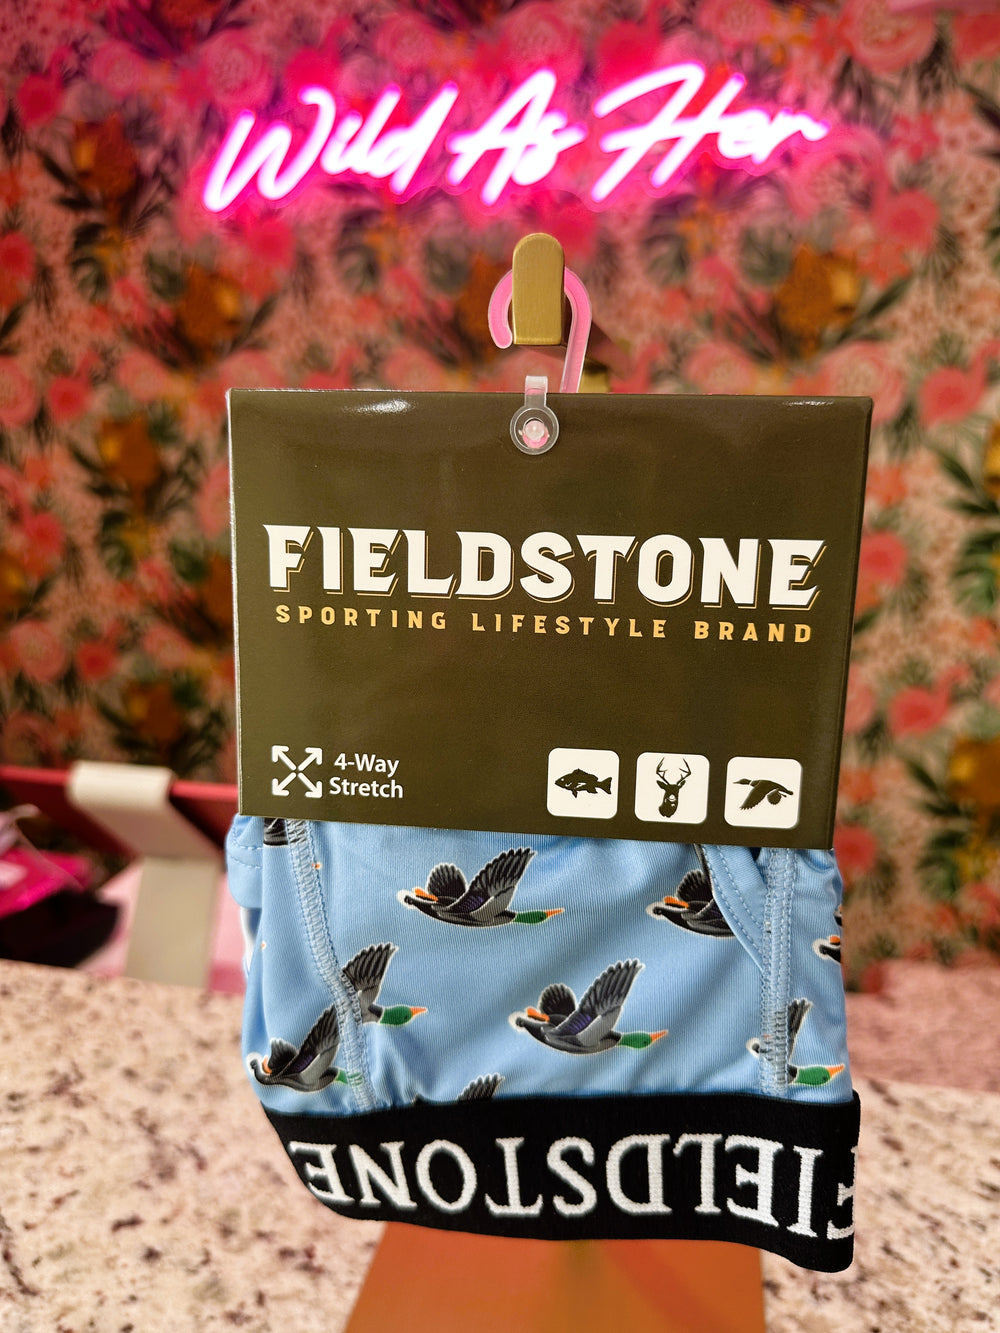 Wild As Her
FIELDSTONE
SPORTING LIFESTYLE BRAND
4-Way
Stretch
FIELDSTONE